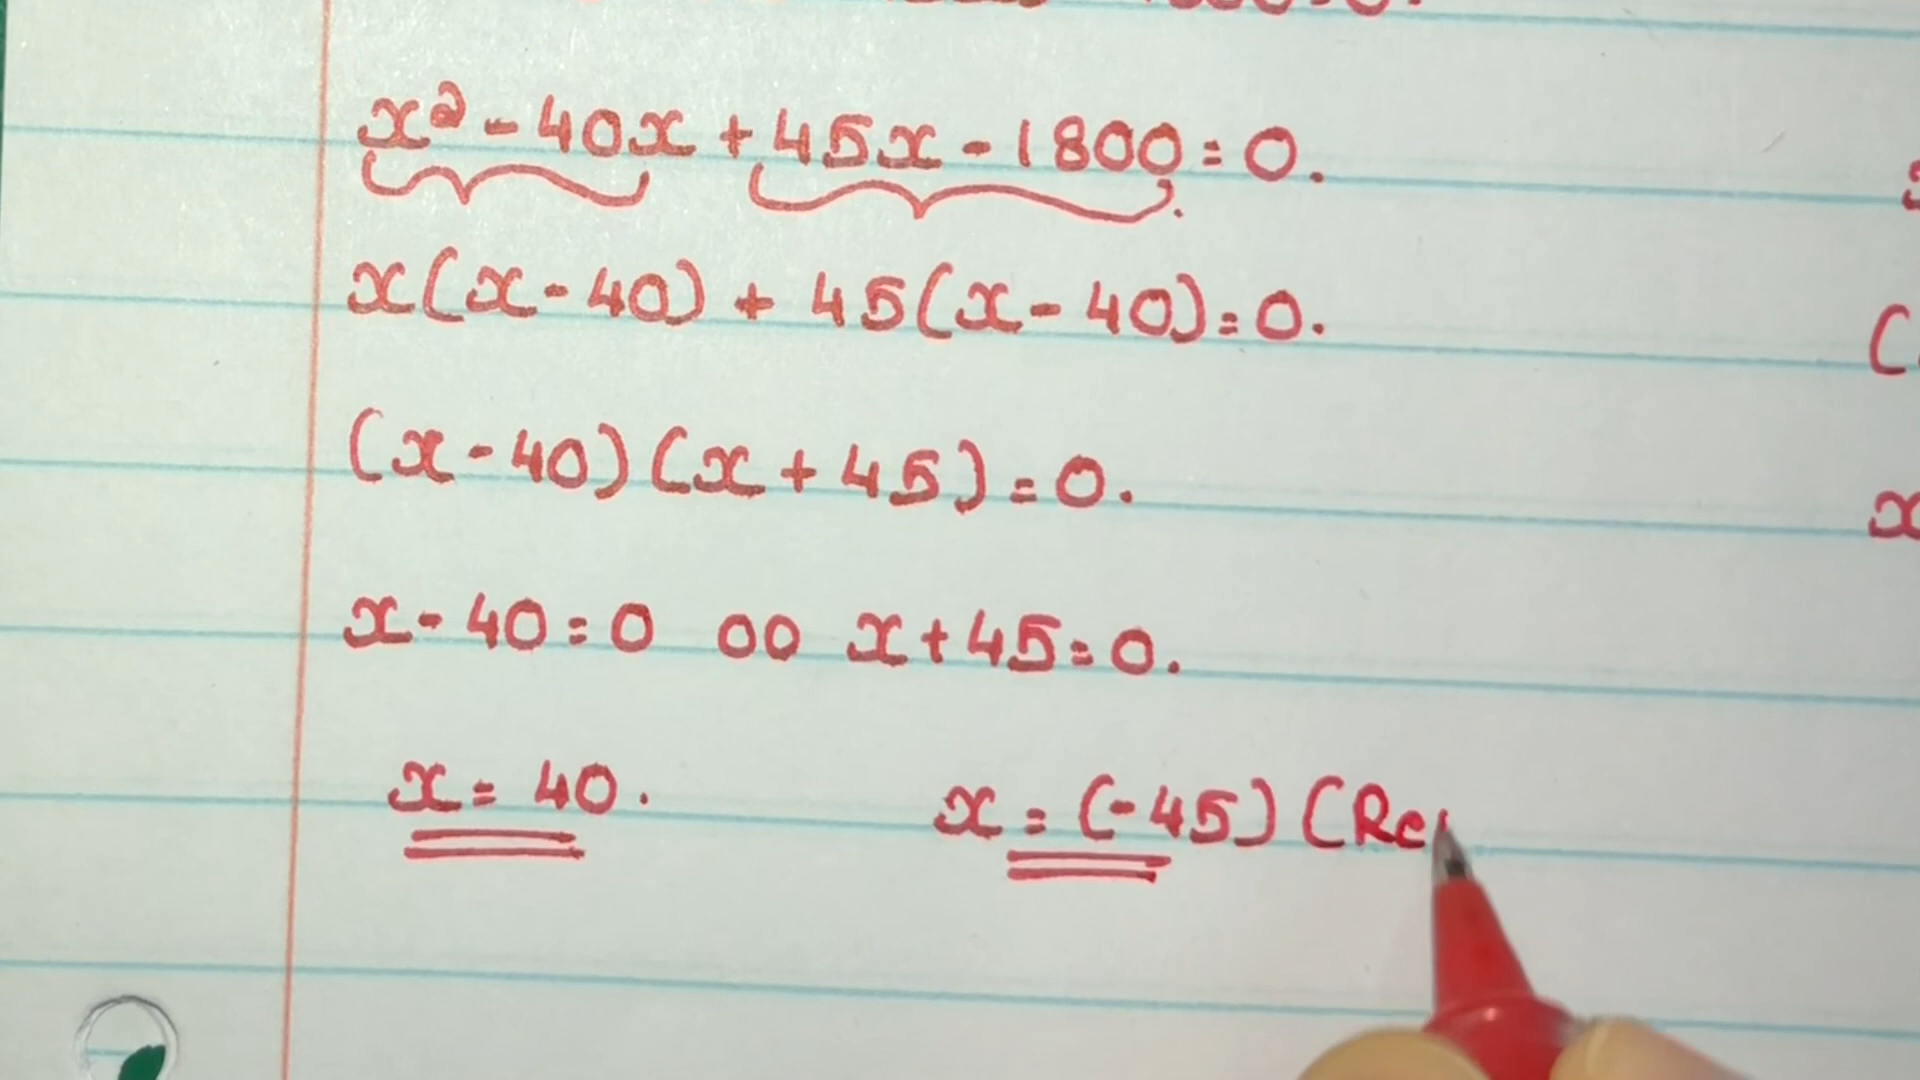 x² - 40x + 45x - 1800 = 0.
x(x - 40) + 45(x - 40) = 0.
(x - 40)(x + 45) = 0.
x - 40 = 0 OO x + 45 = 0.
x = 40. x = (-45) (Re